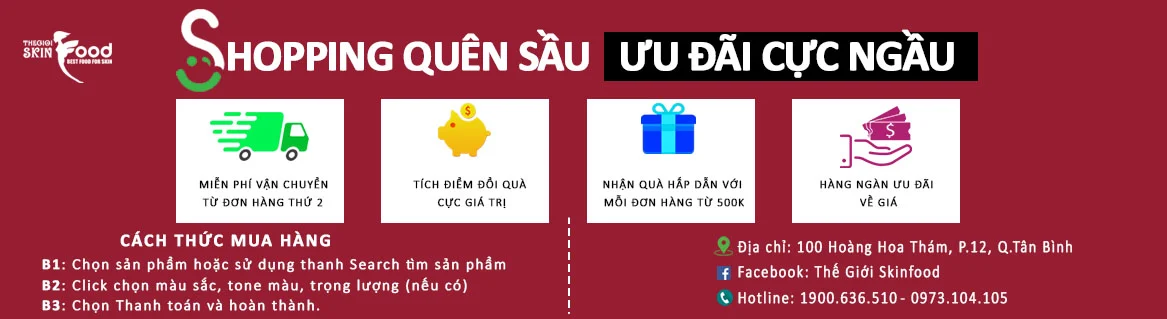 THẾGIỚI
SKIN Food
BEST FOOD FOR SKIN
SHOPPING QUÊN SẦU ƯU ĐÃI CỰC NGẦU
MIỄN PHÍ VẬN CHUYỂN
TỪ ĐƠN HÀNG THỨ 2
TÍCH ĐIỂM ĐỔI QUÀ
CỰC GIÁ TRỊ
NHẬN QUÀ HẤP DẪN VỚI
MỖI ĐƠN HÀNG TỪ 500K
HÀNG NGÀN ƯU ĐÃI
VỀ GIÁ
CÁCH THỨC MUA HÀNG
B1: Chọn sản phẩm hoặc sử dụng thanh Search tìm sản phẩm
B2: Click chọn màu sắc, tone màu, trọng lượng (nếu có)
B3: Chọn Thanh toán và hoàn thành.
Địa chỉ: 100 Hoàng Hoa Thám, P.12, Q.Tân Bình
Facebook: Thế Giới Skinfood
Hotline: 1900.636.510 - 0973.104.105